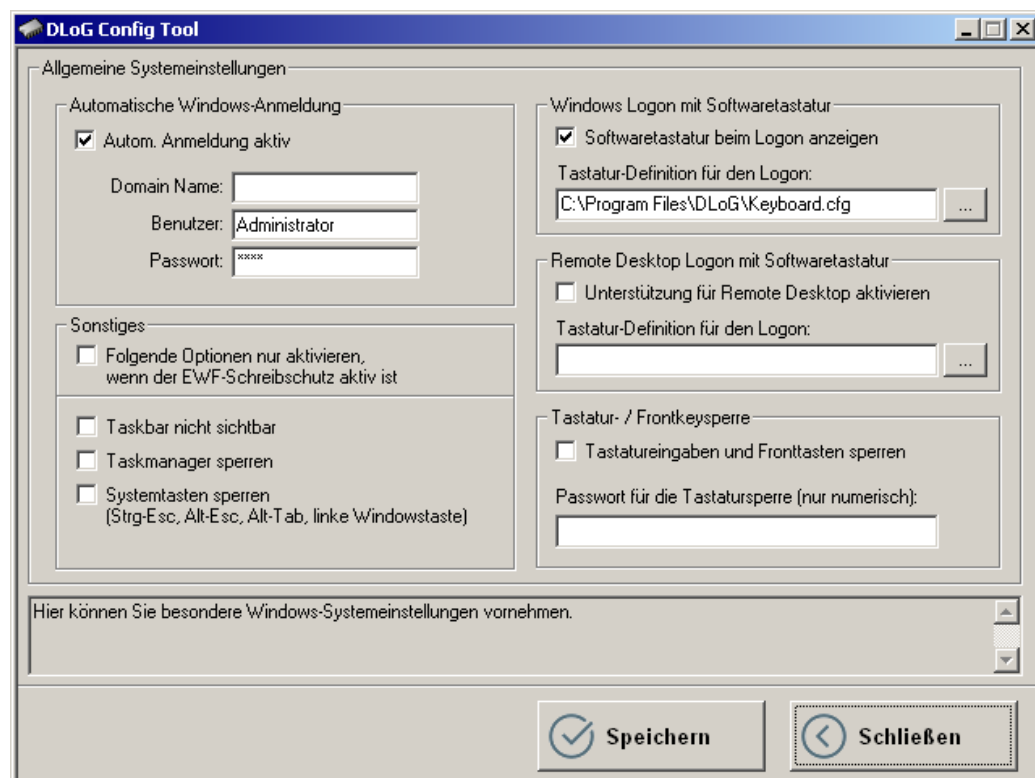 DLoG Config Tool
Allgemeine Systemeinstellungen
Automatische Windows-Anmeldung
Autom. Anmeldung aktiv
Domain Name:
Benutzer: Administrator
Passwort: ****
Sonstiges
Folgende Optionen nur aktivieren,
wenn der EWF-Schreibschutz aktiv ist
Taskbar nicht sichtbar
Taskmanager sperren
Systemtasten sperren
(Strg-Esc, Alt-Esc, Alt-Tab, linke Windowstaste)
Windows Logon mit Softwaretastatur
Softwaretastatur beim Logon anzeigen
Tastatur-Definition für den Logon:
C:\Program Files\DLoG\Keyboard.cfg ...
Remote Desktop Logon mit Softwaretastatur
Unterstützung für Remote Desktop aktivieren
Tastatur-Definition für den Logon:
...
Tastatur- / Frontkeysperre
Tastatureingaben und Fronttasten sperren
Passwort für die Tastatursperre (nur numerisch):
Hier können Sie besondere Windows-Systemeinstellungen vornehmen.
Speichern
Schließen